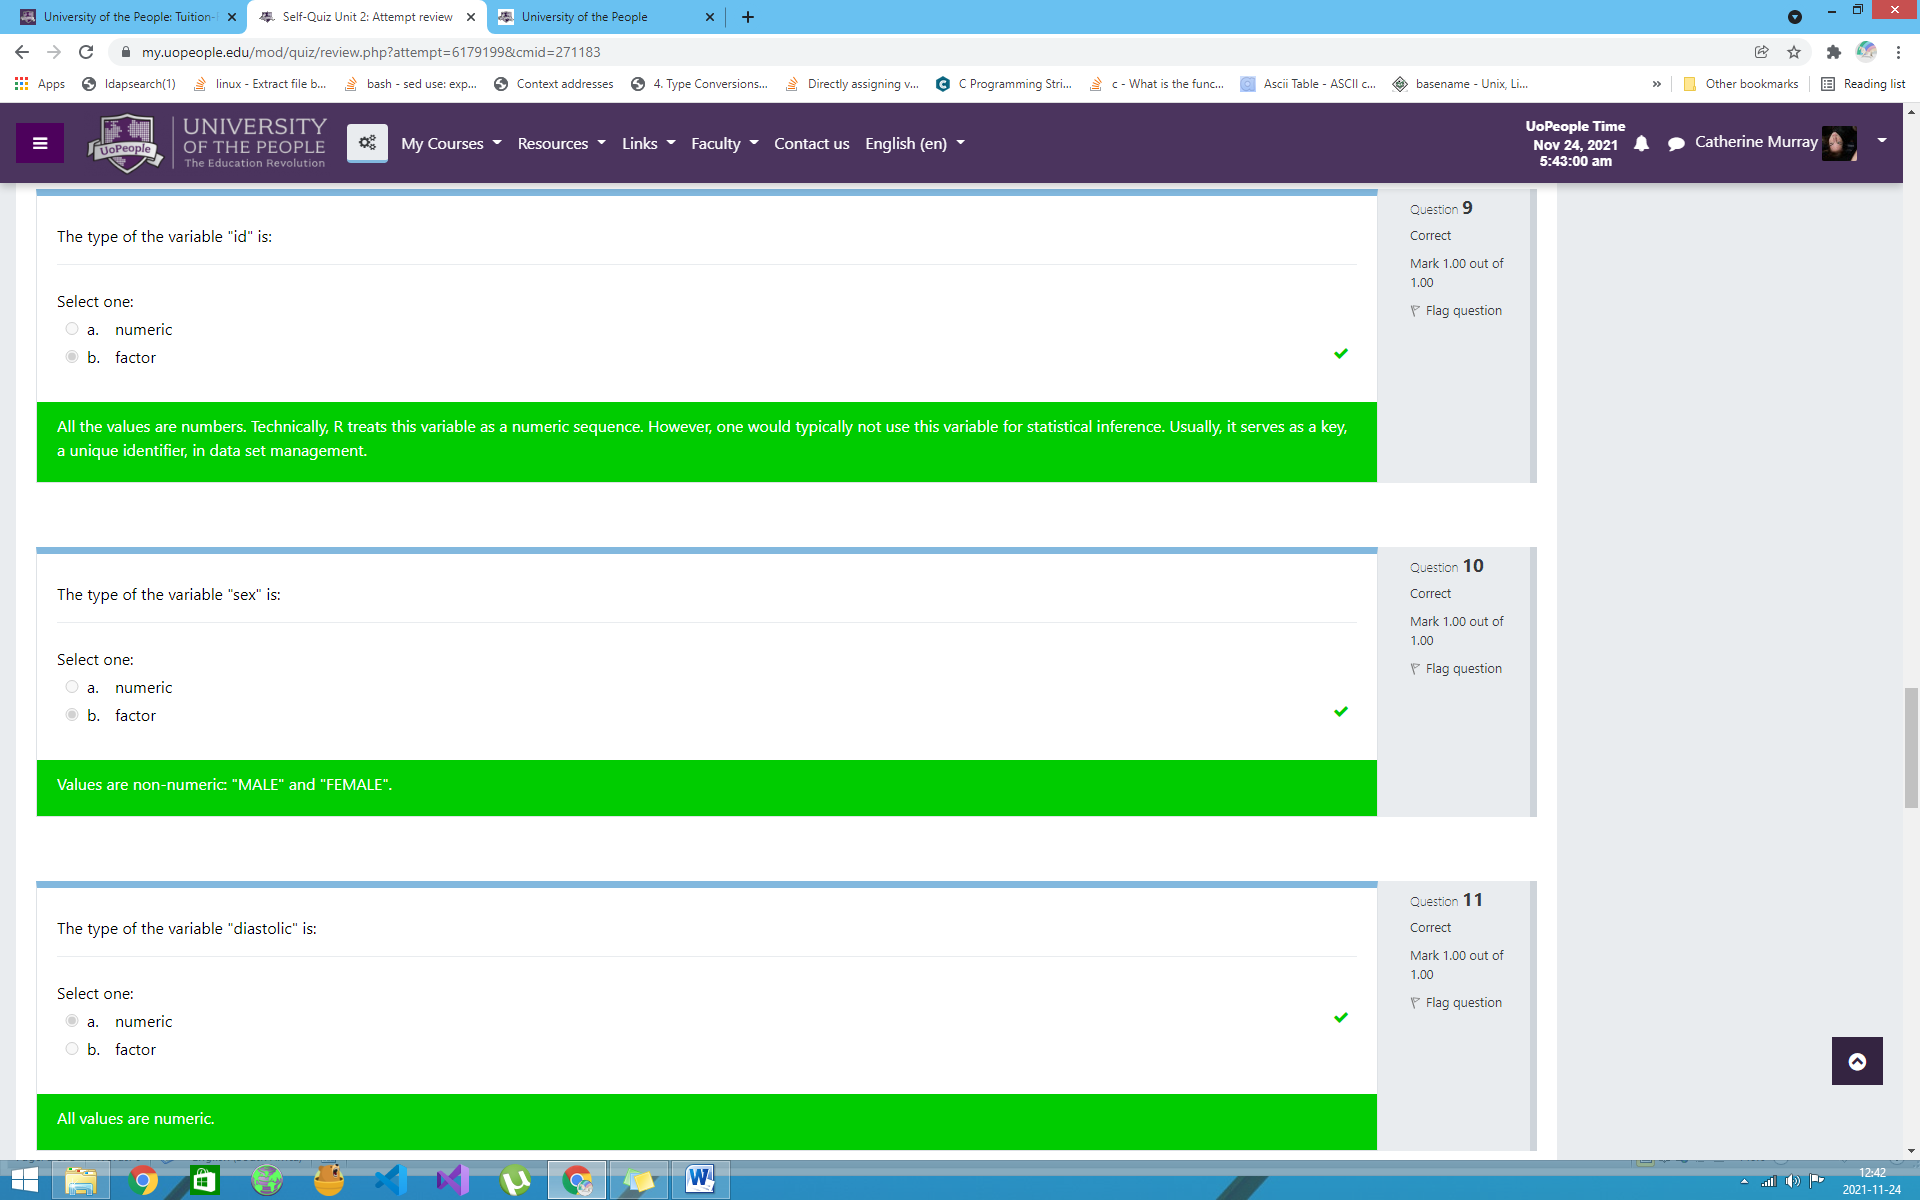 University of the People: Tuition-
Self-Quiz Unit 2: Attempt review
University of the People
my.uopeople.edu/mod/quiz/review.php?attempt=6179199&cmid=271183
Apps
ldapsearch(1)
linux - Extract file b...
bash - sed use: exp...
Context addresses
4. Type Conversions...
Directly assigning v...
C Programming Stri...
c - What is the func...
Ascii Table - ASCII c...
basename - Unix, Li...
»
Other bookmarks
Reading list
UoPeople
UNIVERSITY
OF THE PEOPLE
The Education Revolution
My Courses
Resources
Links
Faculty
Contact us
English (en)
UoPeople Time
Nov 24, 2021
5:43:00 am
Catherine Murray
The type of the variable "id" is:
Select one:
a. numeric
b. factor
All the values are numbers. Technically, R treats this variable as a numeric sequence. However, one would typically not use this variable for statistical inference. Usually, it serves as a key,
a unique identifier, in data set management.
Question 9
Correct
Mark 1.00 out of
1.00
Flag question
The type of the variable "sex" is:
Select one:
a. numeric
b. factor
Values are non-numeric: "MALE" and "FEMALE".
Question 10
Correct
Mark 1.00 out of
1.00
Flag question
The type of the variable "diastolic" is:
Select one:
a. numeric
b. factor
All values are numeric.
Question 11
Correct
Mark 1.00 out of
1.00
Flag question
12:42
2021-11-24